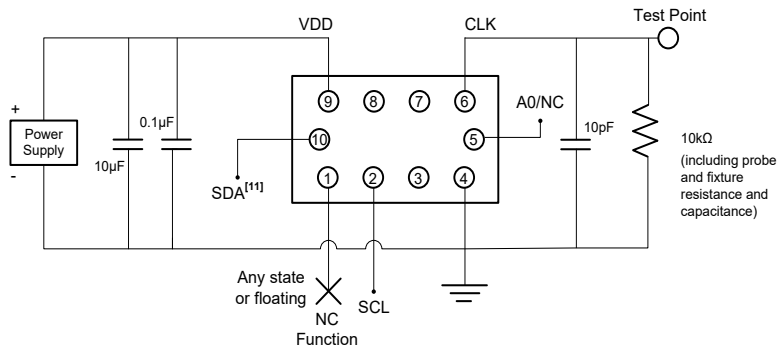 VDD
CLK
Test Point
+
Power
Supply
-
10µF
0.1µF
9
8
7
6
10
5
1
2
3
4
A0/NC
SDA[11]
10pF
10kΩ
(including probe
and fixture
resistance and
capacitance)
Any state
or floating
NC
Function
SCL